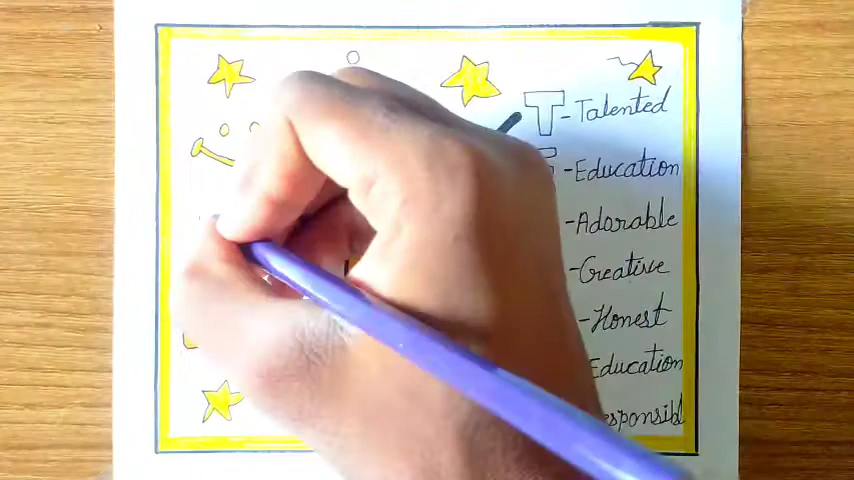 T-Talented
-Education
-Adorable
-Creative
-Honest
Education
esponsibl